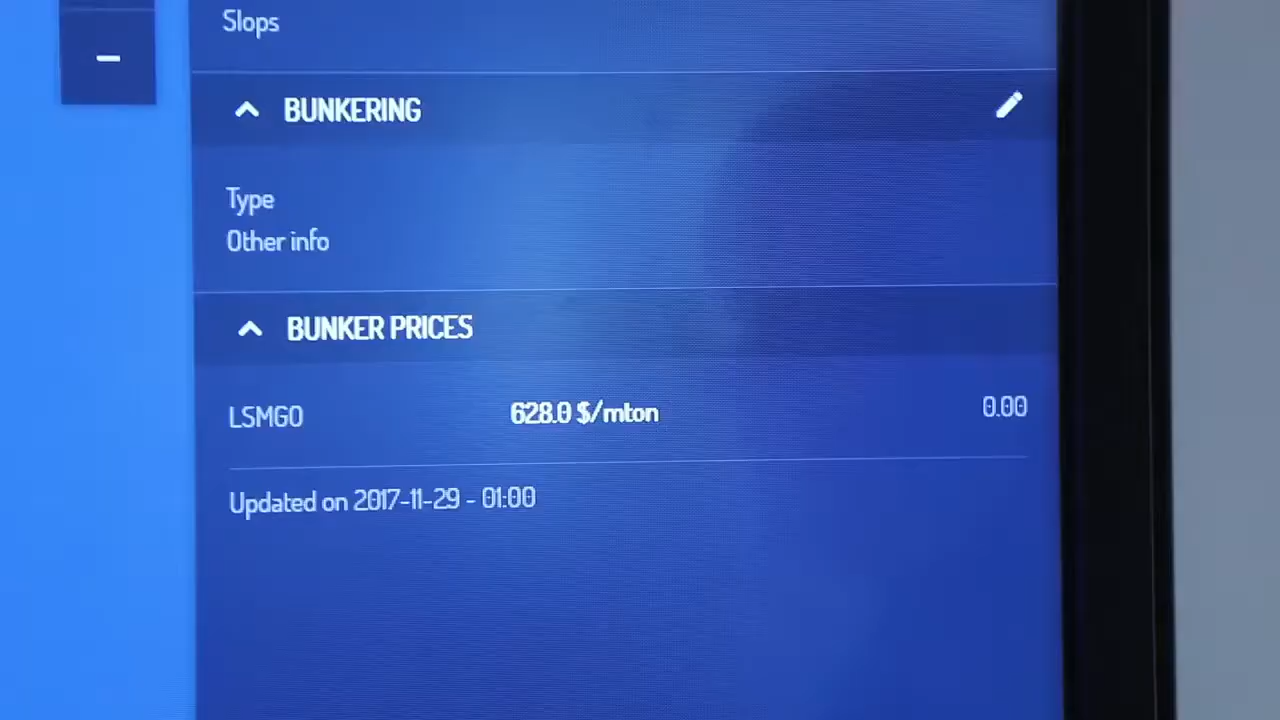 Slops
BUNKERING
Type
Other info
BUNKER PRICES
LSMGO 628.0 $/mton 0.00
Updated on 2017-11-29 - 01:00